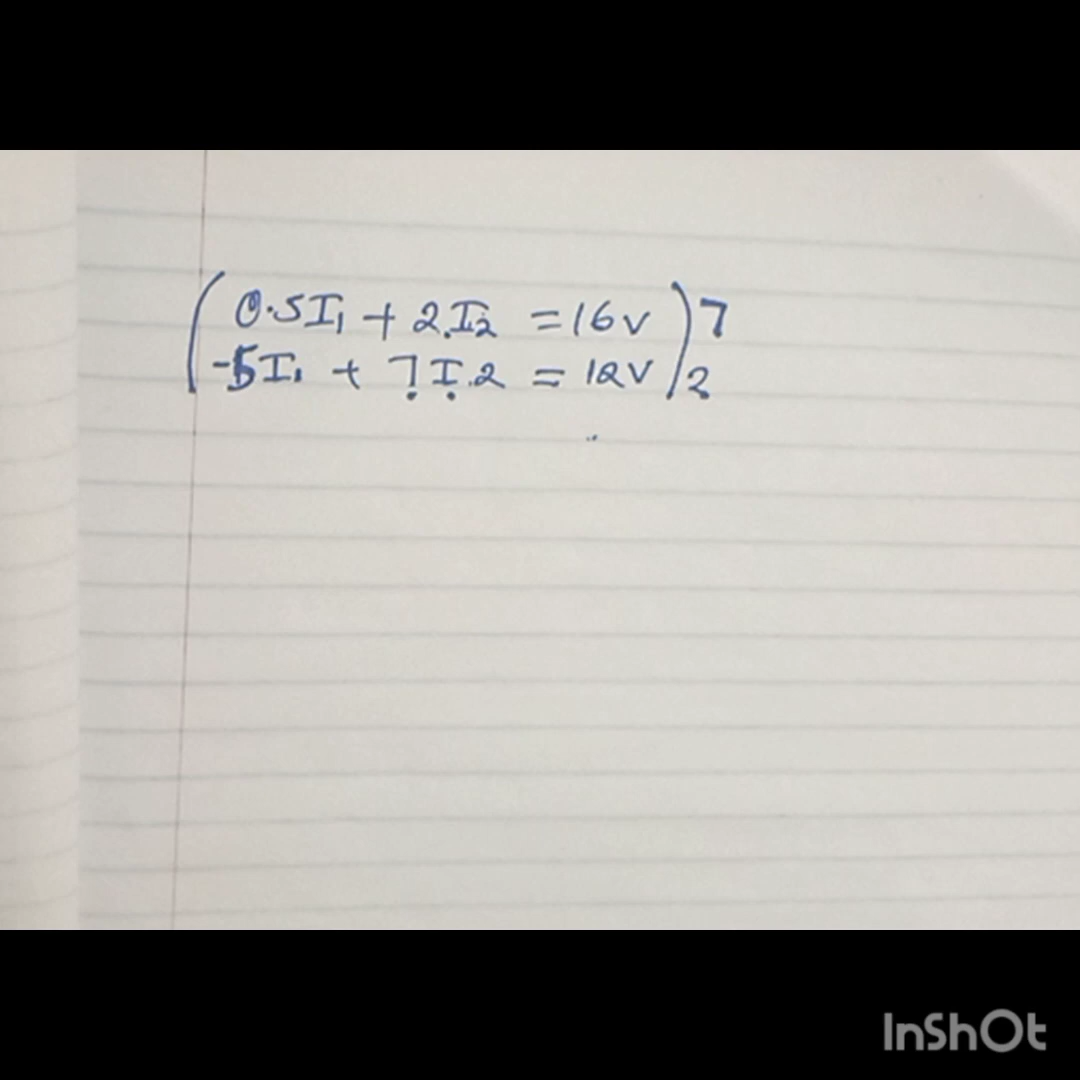 0.5I₁ + 2I₂ = 16v 7
-5I₁ + 7I2 = 12V 2
InShOt